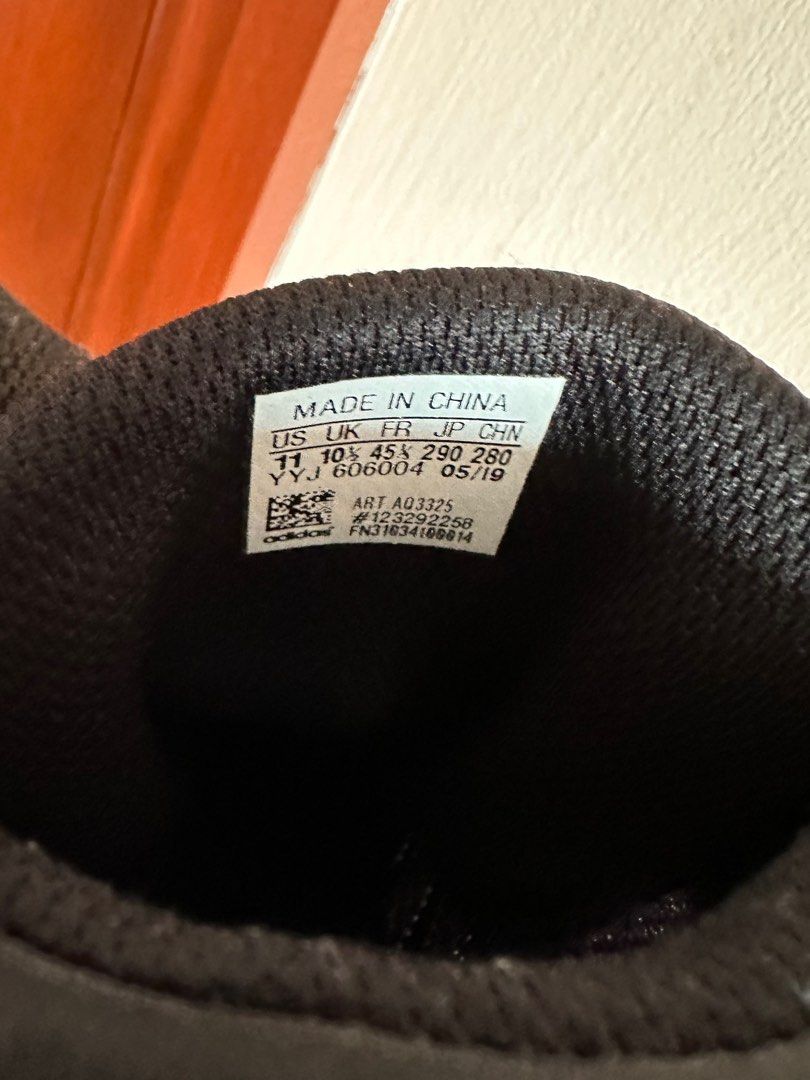 MADE IN CHINA
US UK FR JP CHN
11 10½ 45⅓ 290 280
YYJ 606004 05/19
ART AQ3325
#123292258
adidas